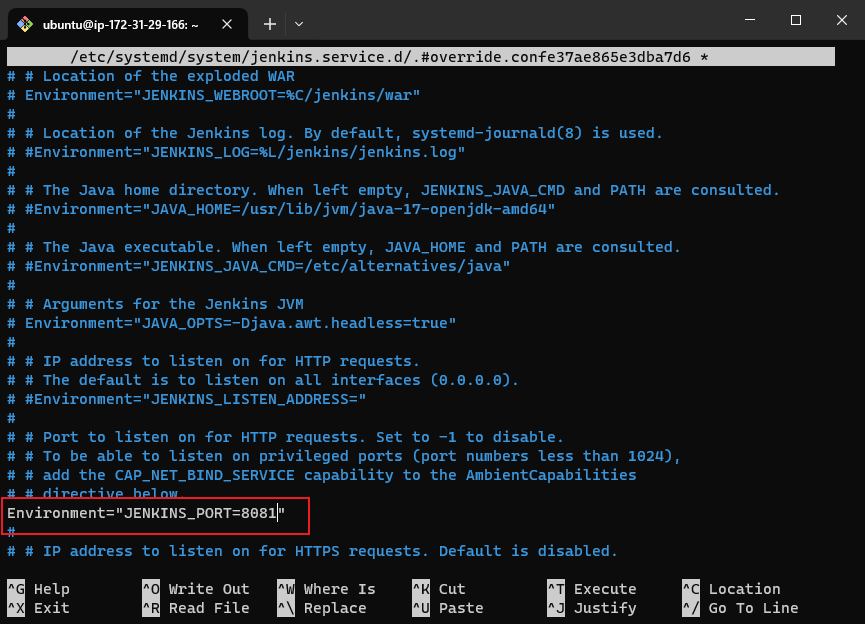 ubuntu@ip-172-31-29-166: ~
/etc/systemd/system/jenkins.service.d/.#override.confe37ae865e3dba7d6 *
# # Location of the exploded WAR
# Environment="JENKINS_WEBROOT=%C/jenkins/war"
#
# # Location of the Jenkins log. By default, systemd-journald(8) is used.
# #Environment="JENKINS_LOG=%L/jenkins/jenkins.log"
#
# # The Java home directory. When left empty, JENKINS_JAVA_CMD and PATH are consulted.
# #Environment="JAVA_HOME=/usr/lib/jvm/java-17-openjdk-amd64"
#
# # The Java executable. When left empty, JAVA_HOME and PATH are consulted.
# #Environment="JENKINS_JAVA_CMD=/etc/alternatives/java"
#
# # Arguments for the Jenkins JVM
# Environment="JAVA_OPTS=-Djava.awt.headless=true"
#
# # IP address to listen on for HTTP requests.
# # The default is to listen on all interfaces (0.0.0.0).
# #Environment="JENKINS_LISTEN_ADDRESS="
#
# # Port to listen on for HTTP requests. Set to -1 to disable.
# # To be able to listen on privileged ports (port numbers less than 1024),
# # add the CAP_NET_BIND_SERVICE capability to the AmbientCapabilities
# # directive below.
Environment="JENKINS_PORT=8081"
#
# # IP address to listen on for HTTPS requests. Default is disabled.
^G Help ^O Write Out ^W Where Is ^K Cut ^T Execute ^C Location
^X Exit ^R Read File ^\ Replace ^U Paste ^J Justify ^/ Go To Line